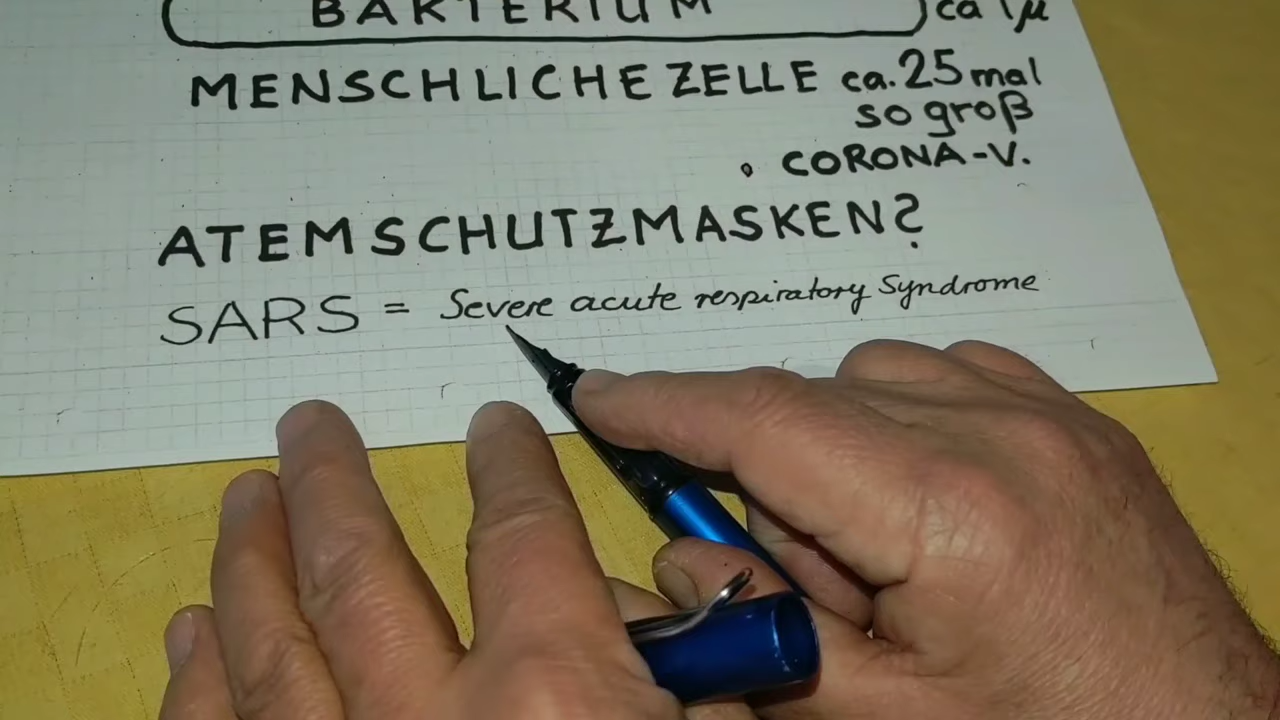 BAKTERIUM ca 1µ
MENSCHLICHE ZELLE ca. 25 mal
so groß
CORONA-V.
ATEMSCHUTZMASKEN?
SARS = Severe acute respiratory Syndrome